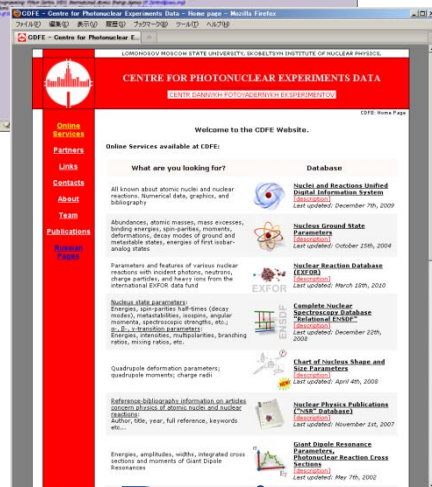 CDFE - Centre for Photonuclear Experiments Data - Home page - Mozilla Firefox
ファイル(F) 編集(E) 表示(V) 履歴(S) ブックマーク(B) ツール(T) ヘルプ(H)
CDFE - Centre for Photonuclear E...
LOMONOSOV MOSCOW STATE UNIVERSITY, SKOBELTSYN INSTITUTE OF NUCLEAR PHYSICS.
CENTRE FOR PHOTONUCLEAR EXPERIMENTS DATA
CENTR DANNYKH FOTOYADERNYKH EKSPERIMENTOV
CDFE: Home Page
Online
Services
Partners
Links
Contacts
About
Team
Publications
Russian
Pages
Welcome to the CDFE Website.
Online Services available at CDFE:
What are you looking for?
Database
All known about atomic nuclei and nuclear
reactions. Numerical data, graphics, and
bibliography
Nuclei and Reactions Unified
Digital Information System
[description]
Last updated: December 7th, 2009
Abundances, atomic masses, mass excesses,
binding energies, spin-parities, moments,
deformations, decay modes of ground and
metastable states, energies of first isobar-
analog states
Nucleus Ground State
Parameters
[description]
Last updated: October 25th, 2004
Parameters and features of various nuclear
reactions with incident photons, neutrons,
charge particles, and heavy ions from the
international EXFOR data fund
EXFOR
Nuclear Reaction Database
(EXFOR)
[description]
Last updated: March 18th, 2010
Nucleus state parameters:
Energies, spin-parities half-times (decay
modes), metastabilities, isospins, angular
momenta, spectroscopic strengths, etc.;
α-, β-, γ-transition parameters:
Energies, intensities, multipolarities, branching
ratios, mixing ratios, etc.
ENSDF
Complete Nuclear
Spectroscopy Database
"Relational ENSDF"
[description]
Last updated: December 22th,
2008
Quadrupole deformation parameters;
quadrupole moments; charge radii
NEW
Chart of Nucleus Shape and
Size Parameters
[description]
Last updated: April 4th, 2008
Reference-bibliography information on articles
concern physics of atomic nuclei and nuclear
reactions:
Author, title, year, full reference, keywords
etc...
Nuclear Physics Publications
("NSR" Database)
[description]
Last updated: November 1st, 2007
Energies, amplitudes, widths, integrated cross
sections and moments of Giant Dipole
Resonances
Giant Dipole Resonance
Parameters,
Photonuclear Reaction Cross
Sections
[description]
Last updated: May 7th, 2002